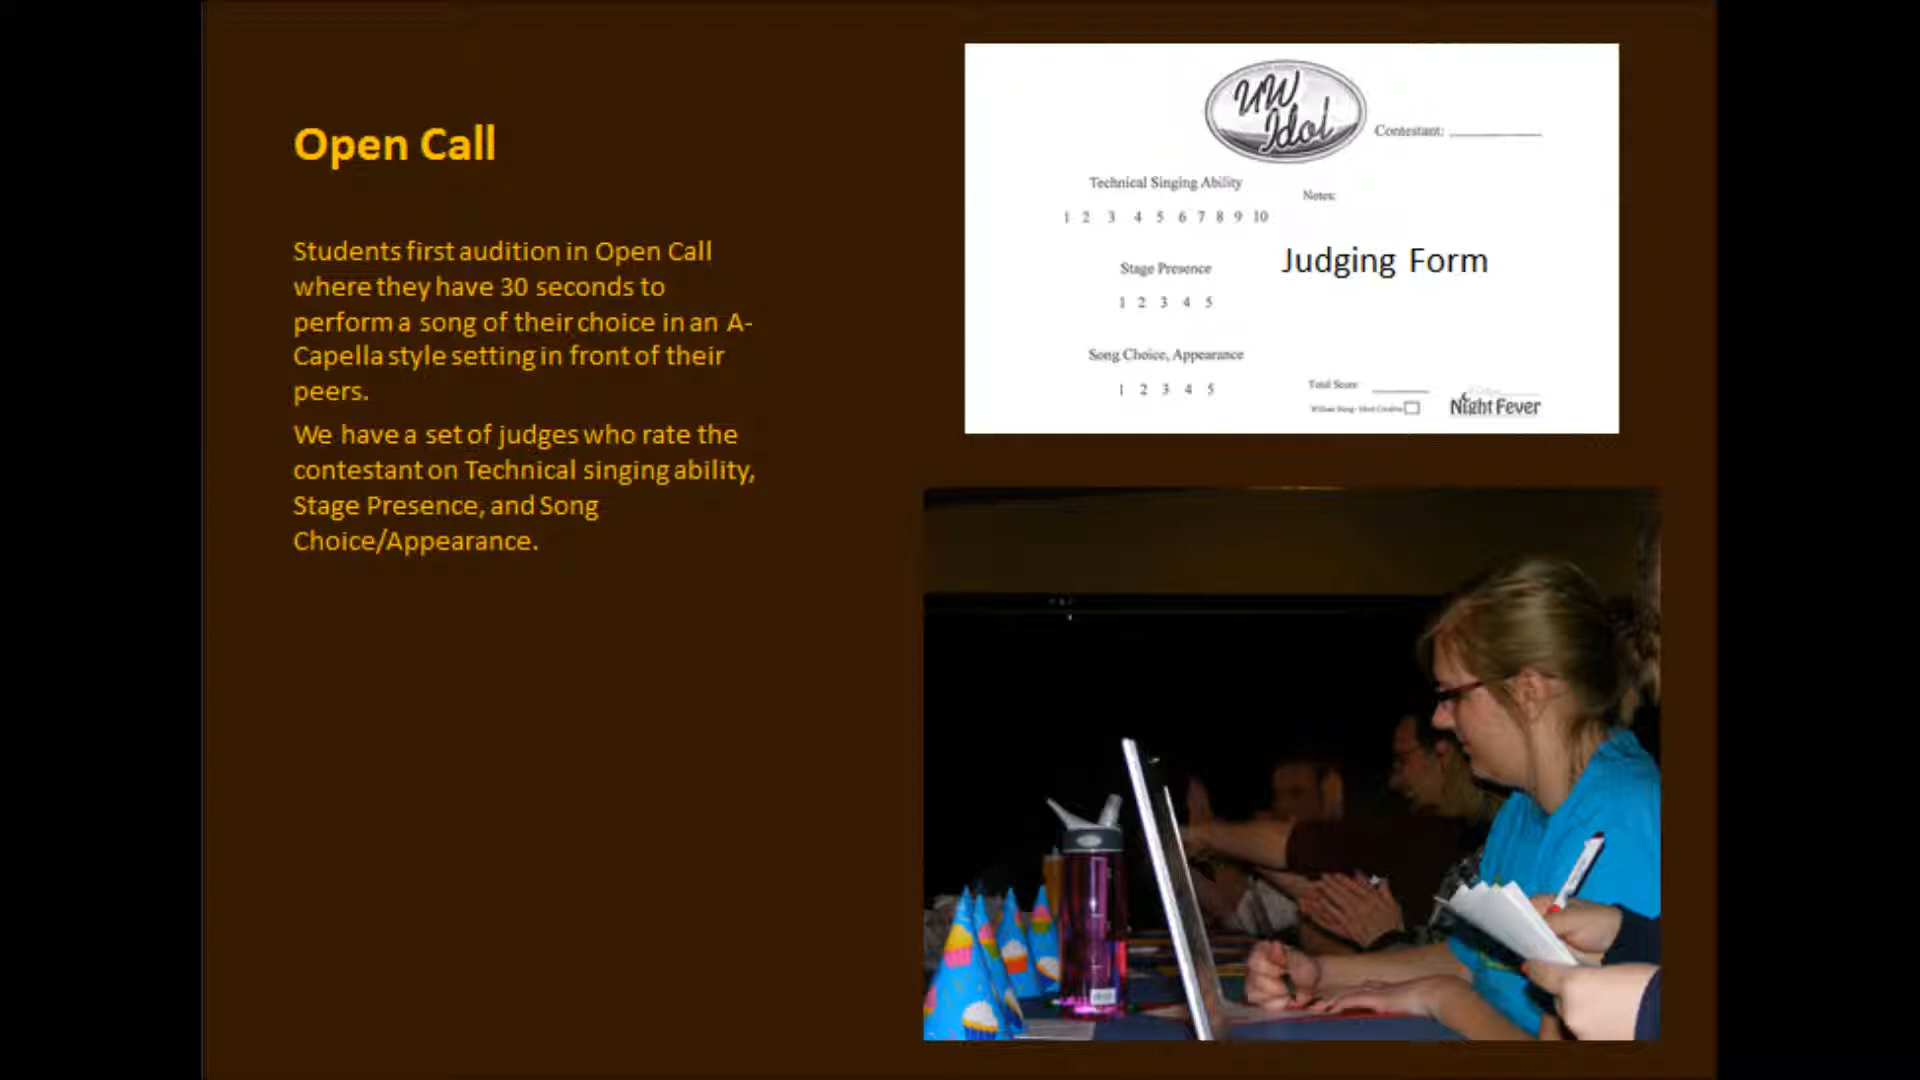 Open Call
Students first audition in Open Call
where they have 30 seconds to
perform a song of their choice in an A-
Capella style setting in front of their
peers.
We have a set of judges who rate the
contestant on Technical singing ability,
Stage Presence, and Song
Choice/Appearance.
UW
Idol
Contestant:
Technical Singing Ability
Notes:
1 2 3 4 5 6 7 8 9 10
Judging Form
Stage Presence
1 2 3 4 5
Song Choice, Appearance
1 2 3 4 5
Total Score
Night Fever